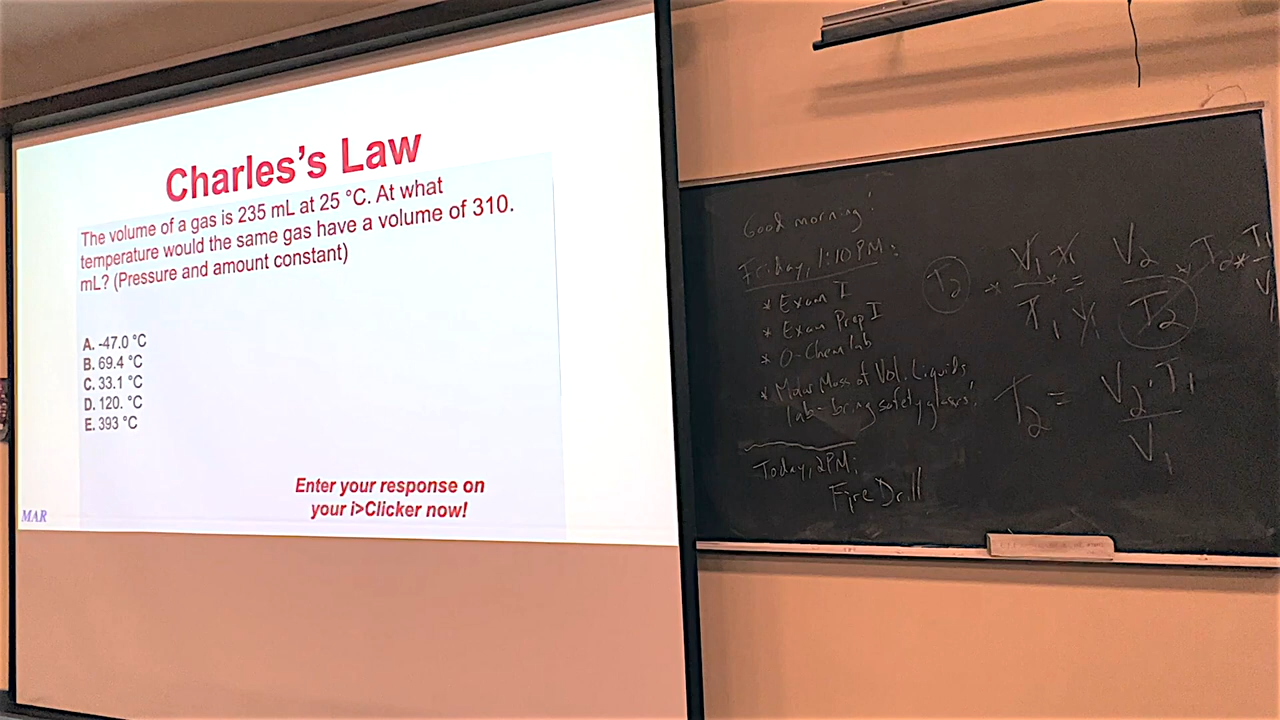 Charles's Law
The volume of a gas is 235 mL at 25 °C. At what
temperature would the same gas have a volume of 310.
mL? (Pressure and amount constant)
A. -47.0 °C
B. 69.4 °C
C. 33.1 °C
D. 120. °C
E. 393 °C
Enter your response on
your i>Clicker now!
MAR
Good morning!
Friday, 1:10 PM:
* Exam I
* Exam Prep I
* O-Chem lab
* Molar Mass of Vol. Liquids
lab - bring safety glasses!
Today, 2PM:
Fire Drill
T2 * V1 / T1 = V2 / T2 * T2 * T1 / V1
T2 = V2 · T1 / V1